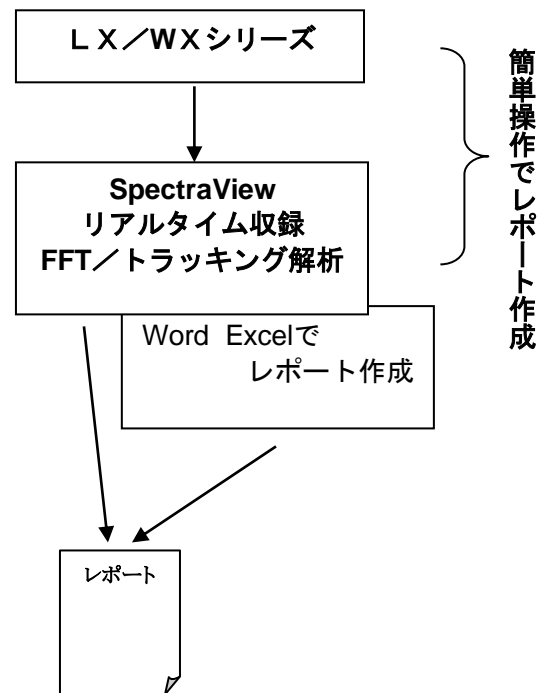 ＬＸ／WＸシリーズ
SpectraView
リアルタイム収録
FFT／トラッキング解析
Word Excelで
レポート作成
レポート
簡単操作でレポート作成